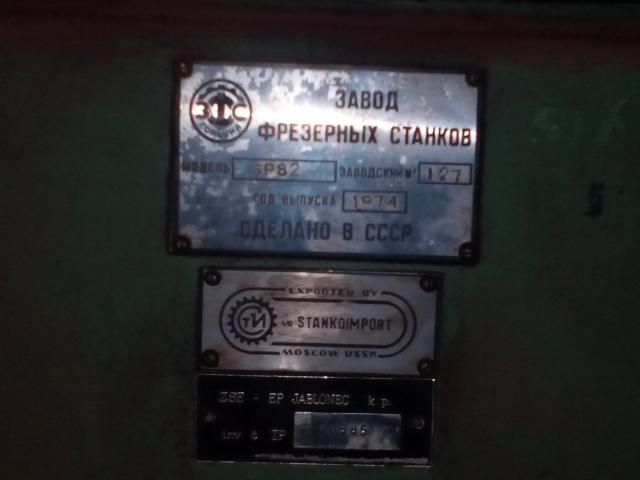 ЗФС
ЗАВОД
ФРЕЗЕРНЫХ СТАНКОВ
МОДЕЛЬ 6Р82 ЗАВОДСКИЙ № 127
ГОД ВЫПУСКА 1974
СДЕЛАНО В СССР
EXPORTED BY
V/O STANKOIMPORT
MOSCOW USSR
ZSE - EP JABLONEC k p.
inv č ZP